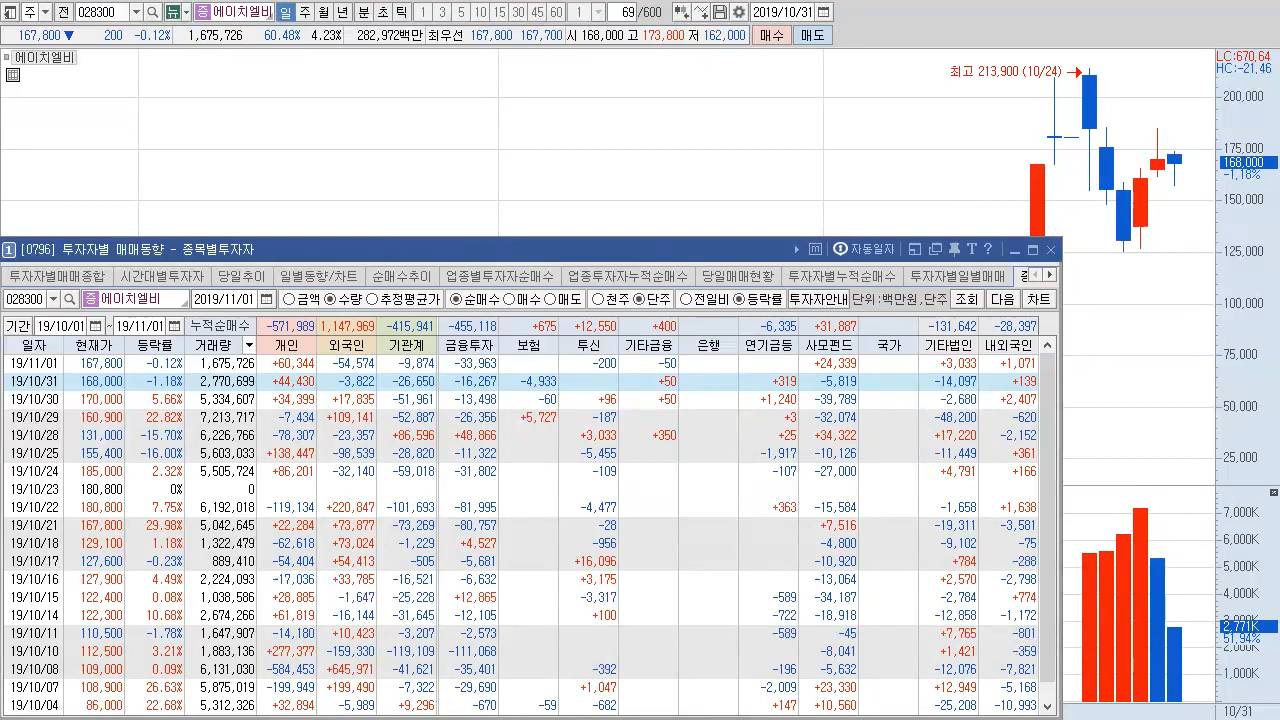 주 전 028300 뉴 증 에이치엘비 일 주 월 년 분 초 틱 1 3 5 10 15 30 45 60 1 69 /600 2019/10/31
167,800 ▼ 200 -0.12% 1,675,726 60.48% 4.23% 282,972백만 최우선 167,800 167,700 시 168,000 고 173,800 저 162,000 매수 매도
에이치엘비
LC:670.64
HC:-21.46
최고 213,900 (10/24)
200,000
175,000
168,000
-1.18%
150,000
125,000
100,000
75,000
50,000
25,000
7,000K
6,000K
5,000K
4,000K
2,771K
51.94%
2,000K
1,000K
10/31
1 [0796] 투자자별 매매동향 - 종목별투자자 자동일지 T ?
투자자별매매종합 시간대별투자자 당일추이 일별동향/차트 순매수추이 업종별투자자순매수 업종투자자누적순매수 당일매매현황 투자자별누적순매수 투자자별일별매매
028300 증 에이치엘비 2019/11/01 금액 수량 추정평균가 순매수 매수 매도 천주 단주 전일비 등락률 투자자안내 단위:백만원,단주 조회 다음 차트
기간 19/10/01 ~ 19/11/01 누적순매수 -571,989 1,147,969 -415,941 -455,118 +675 +12,550 +400 -6,335 +31,887 -131,642 -28,397
일자 현재가 등락률 거래량 개인 외국인 기관계 금융투자 보험 투신 기타금융 은행 연기금등 사모펀드 국가 기타법인 내외국인
19/11/01 167,800 -0.12% 1,675,726 +60,344 -54,574 -9,874 -33,963 -200 -50 +24,339 +3,033 +1,071
19/10/31 168,000 -1.18% 2,770,699 +44,430 -3,822 -26,650 -16,267 -4,933 +50 +319 -5,819 -14,097 +139
19/10/30 170,000 5.66% 5,334,607 +34,399 +17,835 -51,961 -13,498 -60 +96 +50 +1,240 -39,789 -2,680 +2,407
19/10/29 160,900 22.82% 7,213,717 -7,434 +109,141 -52,887 -26,356 +5,727 -187 +3 -32,074 -48,200 -620
19/10/28 131,000 -15.70% 6,226,766 -78,307 -23,357 +86,596 +48,866 +3,033 +350 +25 +34,322 +17,220 -2,152
19/10/25 155,400 -16.00% 5,603,033 +138,447 -98,539 -28,820 -11,322 -5,455 -1,917 -10,126 -11,449 +361
19/10/24 185,000 2.32% 5,505,724 +86,201 -32,140 -59,018 -31,802 -109 -107 -27,000 +4,791 +166
19/10/23 180,800 0% 0
19/10/22 180,800 7.75% 6,192,018 -119,134 +220,847 -101,693 -81,995 -4,477 +363 -15,584 -1,658 +1,638
19/10/21 167,800 29.98% 5,042,645 +22,284 +73,877 -73,269 -80,757 -28 +7,516 -19,311 -3,581
19/10/18 129,100 1.18% 1,322,479 -62,618 +73,024 -1,229 +4,527 -956 -4,800 -9,102 -75
19/10/17 127,600 -0.23% 889,410 -54,404 +54,413 -505 -5,681 +16,096 -10,920 +784 -288
19/10/16 127,900 4.49% 2,224,093 -17,036 +33,785 -16,521 -6,632 +3,175 -13,064 +2,570 -2,798
19/10/15 122,400 0.08% 1,038,586 +28,885 -1,647 -25,228 +12,865 -3,317 -589 -34,187 -2,784 +774
19/10/14 122,300 10.68% 2,674,266 +61,819 -16,144 -31,645 -12,105 +100 -722 -18,918 -12,858 -1,172
19/10/11 110,500 -1.78% 1,647,907 -14,180 +10,423 -3,207 -2,573 -589 -45 +7,765 -801
19/10/10 112,500 3.21% 1,883,136 +277,377 -159,330 -119,109 -111,068 -8,041 +1,421 -359
19/10/08 109,000 0.09% 6,131,030 -584,453 +645,971 -41,621 -35,401 -392 -196 -5,632 -12,076 -7,821
19/10/07 108,900 26.63% 5,875,019 -199,949 +199,490 -7,322 -29,690 +1,047 -2,009 +23,330 +12,949 -5,168
19/10/04 86,000 22.68% 5,312,326 +32,894 -5,989 +9,296 -670 -59 -682 +147 +10,560 -25,208 -10,993